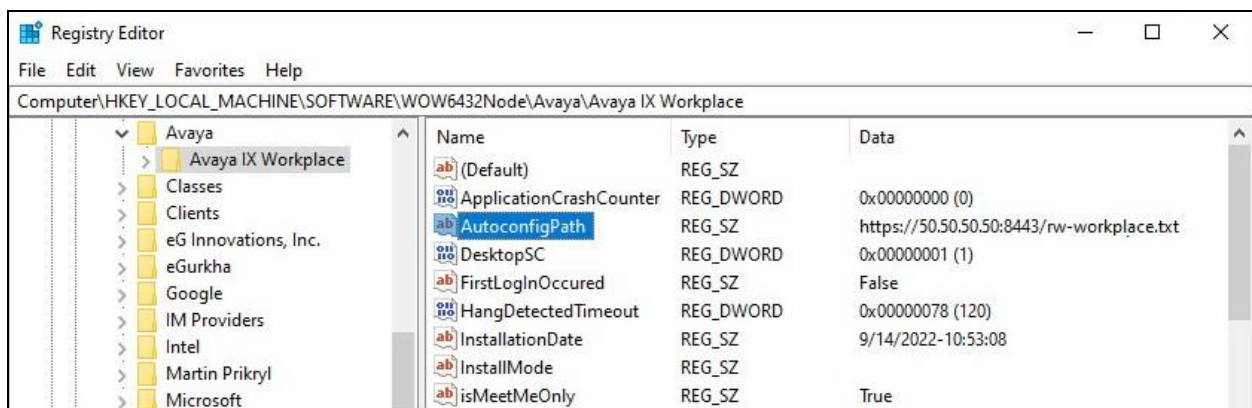 Registry Editor
File Edit View Favorites Help
Computer\HKEY_LOCAL_MACHINE\SOFTWARE\WOW6432Node\Avaya\Avaya IX Workplace
Avaya
Avaya IX Workplace
Classes
Clients
eG Innovations, Inc.
eGurkha
Google
IM Providers
Intel
Martin Prikryl
Microsoft
Name Type Data
(Default) REG_SZ
ApplicationCrashCounter REG_DWORD 0x00000000 (0)
AutoconfigPath REG_SZ https://50.50.50.50:8443/rw-workplace.txt
DesktopSC REG_DWORD 0x00000001 (1)
FirstLogInOccured REG_SZ False
HangDetectedTimeout REG_DWORD 0x00000078 (120)
InstallationDate REG_SZ 9/14/2022-10:53:08
InstallMode REG_SZ
isMeetMeOnly REG_SZ True